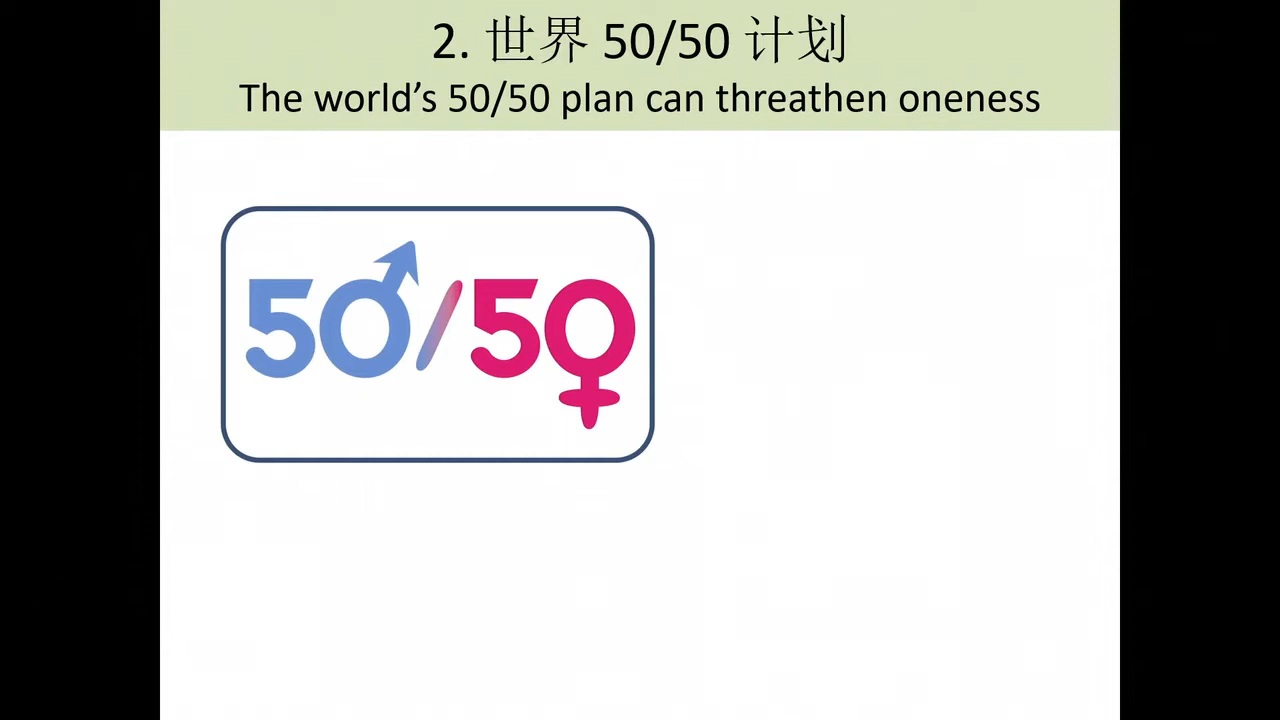 2. 世界 50/50 计划
The world’s 50/50 plan can threathen oneness
50/50